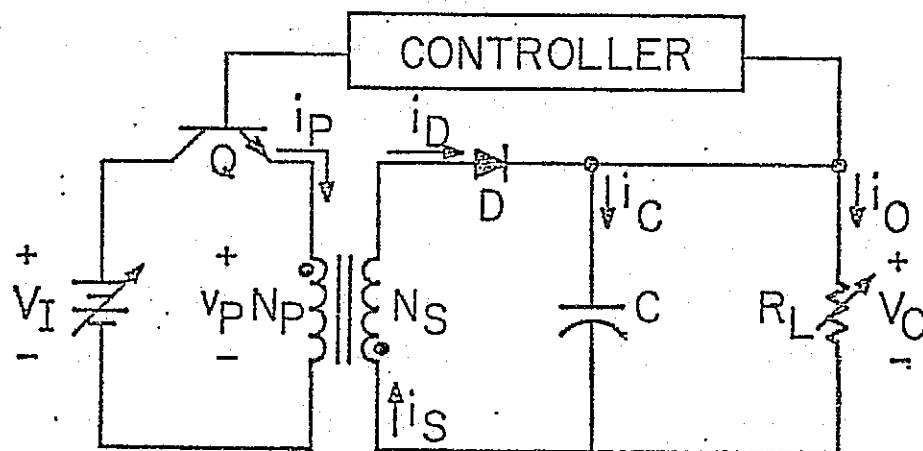 CONTROLLER
iP
iD
Q
D
iC
iO
+
VI
-
+
vP
-
NP
NS
C
RL
+
VO
-
iS